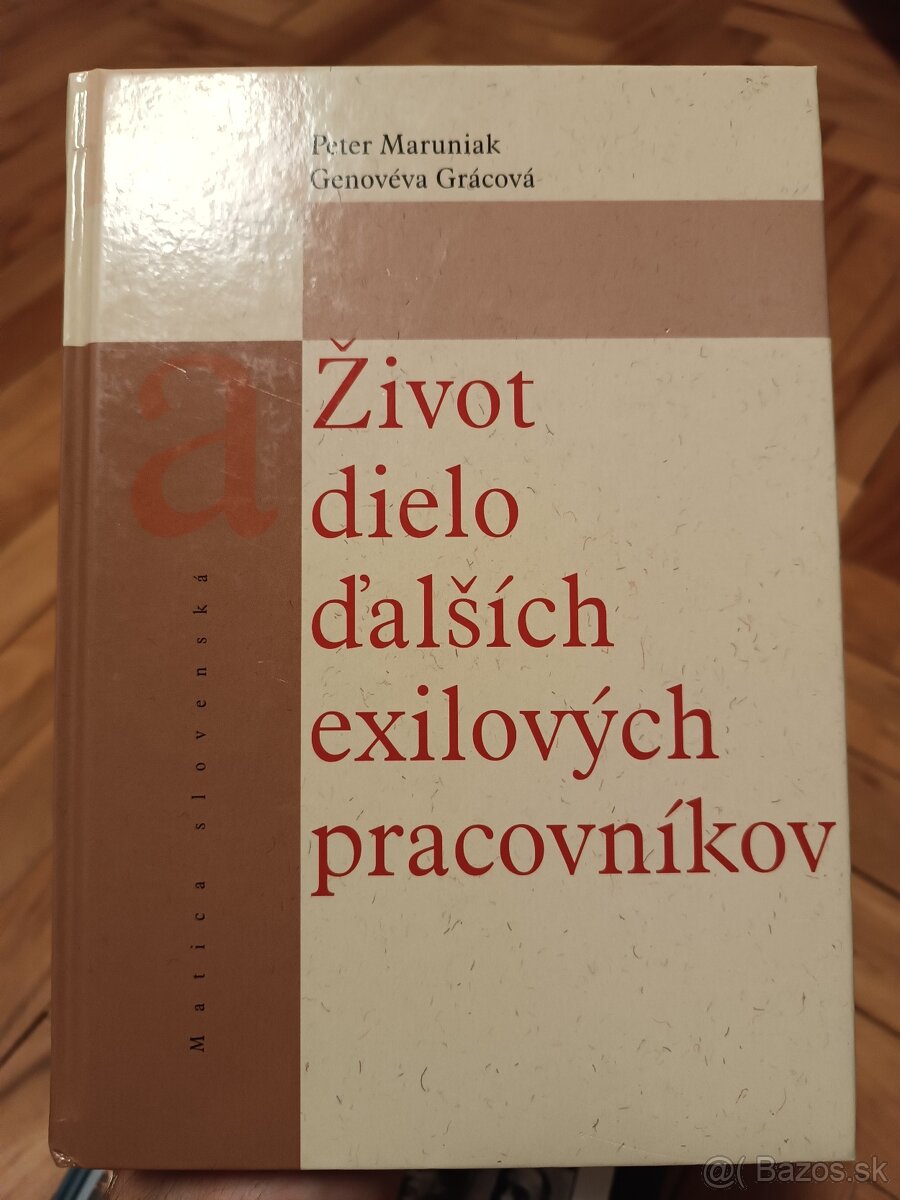 Peter Maruniak
Genovéva Grácová
Život
a
dielo
ďalších
exilových
pracovníkov
Matica slovenská
@( Bazos.sk